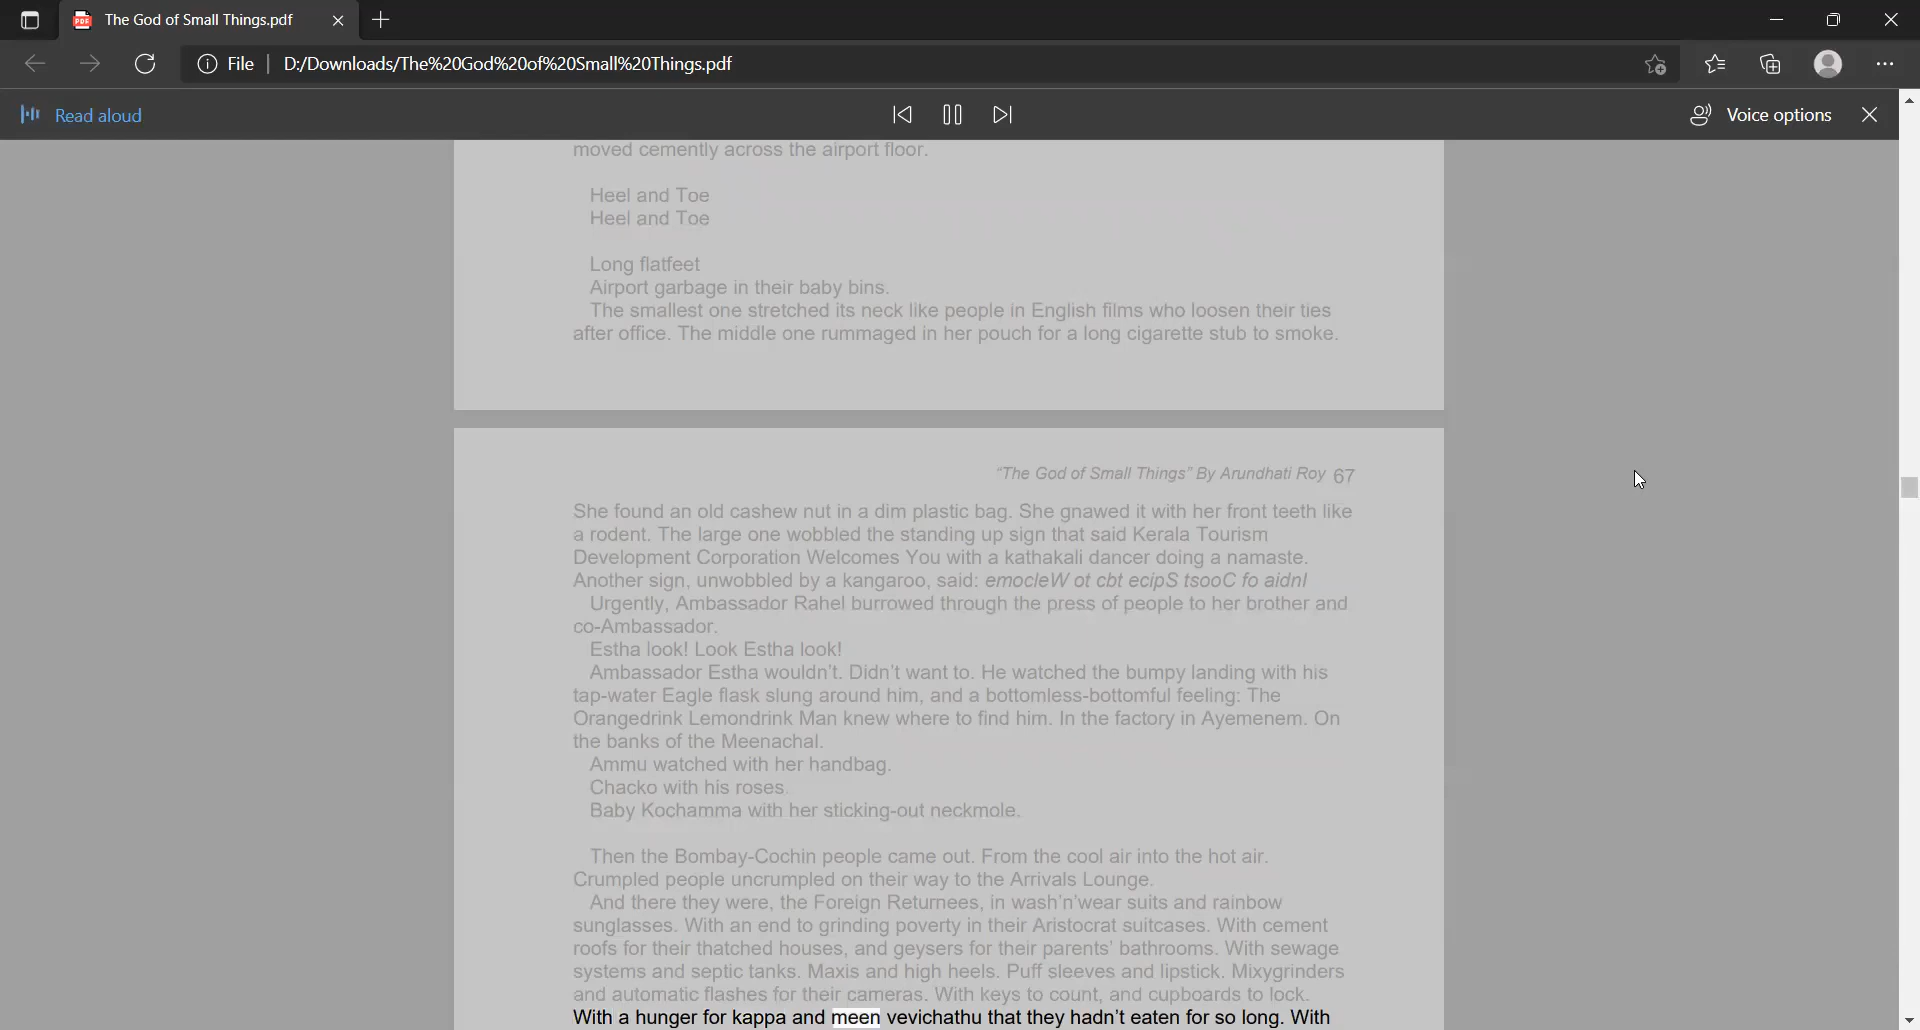 The God of Small Things.pdf
File
D:/Downloads/The%20God%20of%20Small%20Things.pdf
Read aloud
Voice options
moved cemently across the airport floor.
Heel and Toe
Heel and Toe
Long flatfeet
Airport garbage in their baby bins.
The smallest one stretched its neck like people in English films who loosen their ties
after office. The middle one rummaged in her pouch for a long cigarette stub to smoke.
“The God of Small Things” By Arundhati Roy 67
She found an old cashew nut in a dim plastic bag. She gnawed it with her front teeth like
a rodent. The large one wobbled the standing up sign that said Kerala Tourism
Development Corporation Welcomes You with a kathakali dancer doing a namaste.
Another sign, unwobbled by a kangaroo, said: emocleW ot cbt ecipS tsooC fo aidnI
Urgently, Ambassador Rahel burrowed through the press of people to her brother and
co-Ambassador.
Estha look! Look Estha look!
Ambassador Estha wouldn’t. Didn’t want to. He watched the bumpy landing with his
tap-water Eagle flask slung around him, and a bottomless-bottomful feeling: The
Orangedrink Lemondrink Man knew where to find him. In the factory in Ayemenem. On
the banks of the Meenachal.
Ammu watched with her handbag.
Chacko with his roses.
Baby Kochamma with her sticking-out neckmole.
Then the Bombay-Cochin people came out. From the cool air into the hot air.
Crumpled people uncrumpled on their way to the Arrivals Lounge.
And there they were, the Foreign Returnees, in wash’n’wear suits and rainbow
sunglasses. With an end to grinding poverty in their Aristocrat suitcases. With cement
roofs for their thatched houses, and geysers for their parents’ bathrooms. With sewage
systems and septic tanks. Maxis and high heels. Puff sleeves and lipstick. Mixygrinders
and automatic flashes for their cameras. With keys to count, and cupboards to lock.
With a hunger for kappa and meen vevichathu that they hadn’t eaten for so long. With